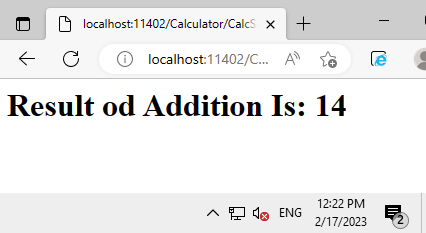 localhost:11402/Calculator/CalcS
localhost:11402/C...
Result od Addition Is: 14
ENG
12:22 PM
2/17/2023
2